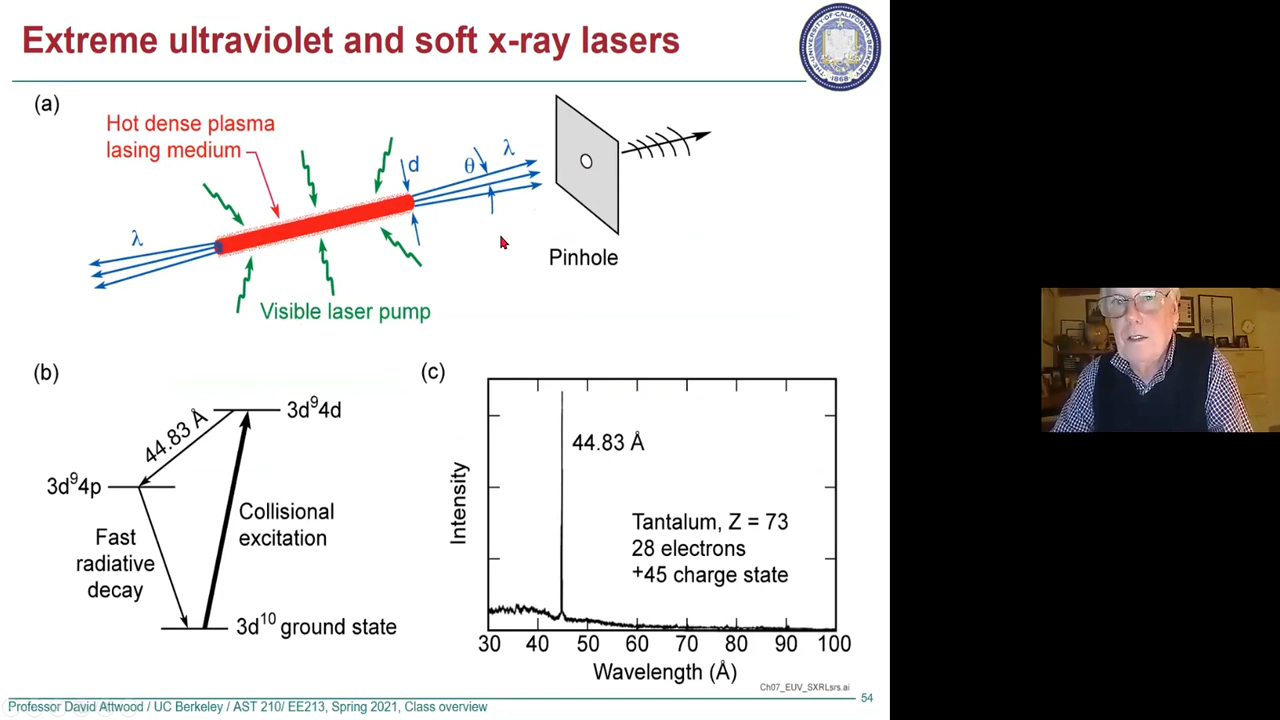 Extreme ultraviolet and soft x-ray lasers
(a)
Hot dense plasma
lasing medium
d
θ
λ
λ
Pinhole
Visible laser pump
(b)
3d⁹4d
44.83 Å
3d⁹4p
Collisional
excitation
Fast
radiative
decay
3d¹⁰ ground state
(c)
44.83 Å
Intensity
Tantalum, Z = 73
28 electrons
+45 charge state
30 40 50 60 70 80 90 100
Wavelength (Å)
Ch07_EUV_SXRLsrs.ai
Professor David Attwood / UC Berkeley / AST 210/ EE213, Spring 2021, Class overview
54